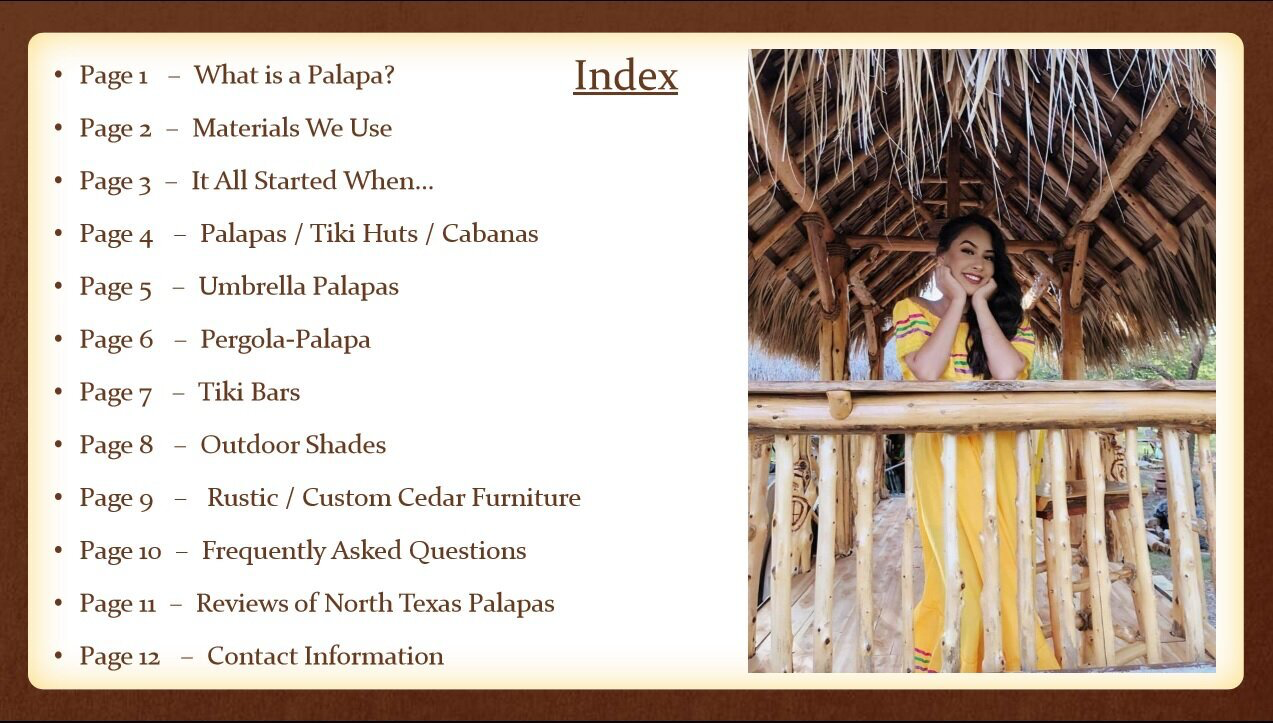 Index
• Page 1 – What is a Palapa?
• Page 2 – Materials We Use
• Page 3 – It All Started When...
• Page 4 – Palapas / Tiki Huts / Cabanas
• Page 5 – Umbrella Palapas
• Page 6 – Pergola-Palapa
• Page 7 – Tiki Bars
• Page 8 – Outdoor Shades
• Page 9 – Rustic / Custom Cedar Furniture
• Page 10 – Frequently Asked Questions
• Page 11 – Reviews of North Texas Palapas
• Page 12 – Contact Information